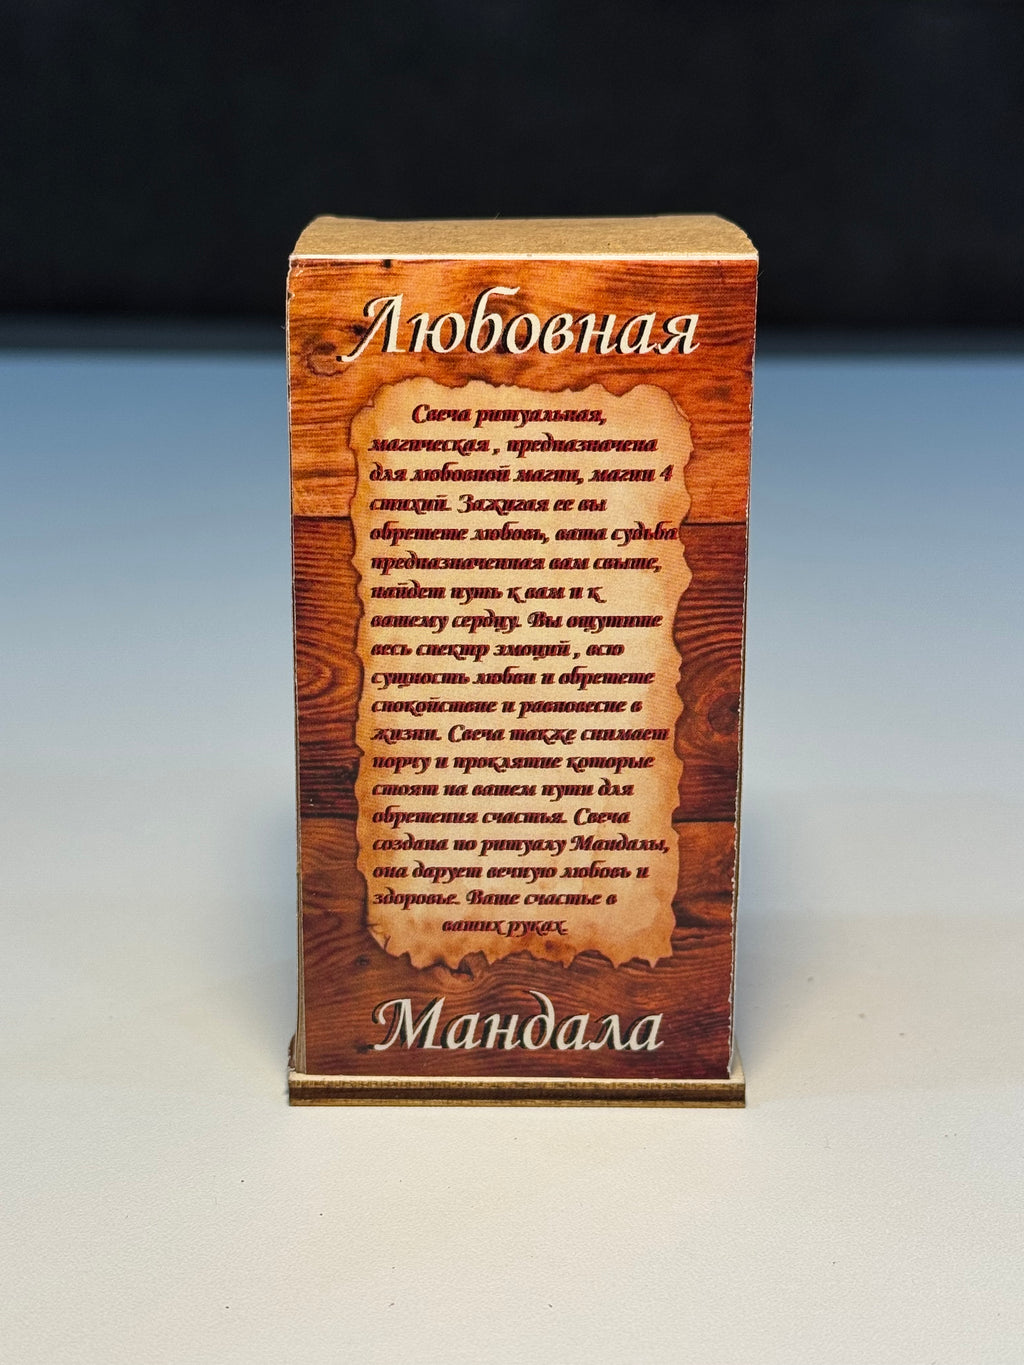 Любовная
Свеча ритуальная,
магическая , предназначена
для любовной магии, магии 4
стихий. Зажигая ее вы
обретете любовь, ваша судьба
предназначенная вам свыше,
найдет путь к вам и к
вашему сердцу. Вы ощутите
весь спектр эмоций , всю
сущность любви и обретете
спокойствие и равновесие в
жизни. Свеча также снимает
порчу и проклятие которые
стоят на вашем пути для
обретения счастья. Свеча
создана по ритуалу Мандалы,
она дарует вечную любовь и
здоровье. Ваше счастье в
ваших руках.
Мандала